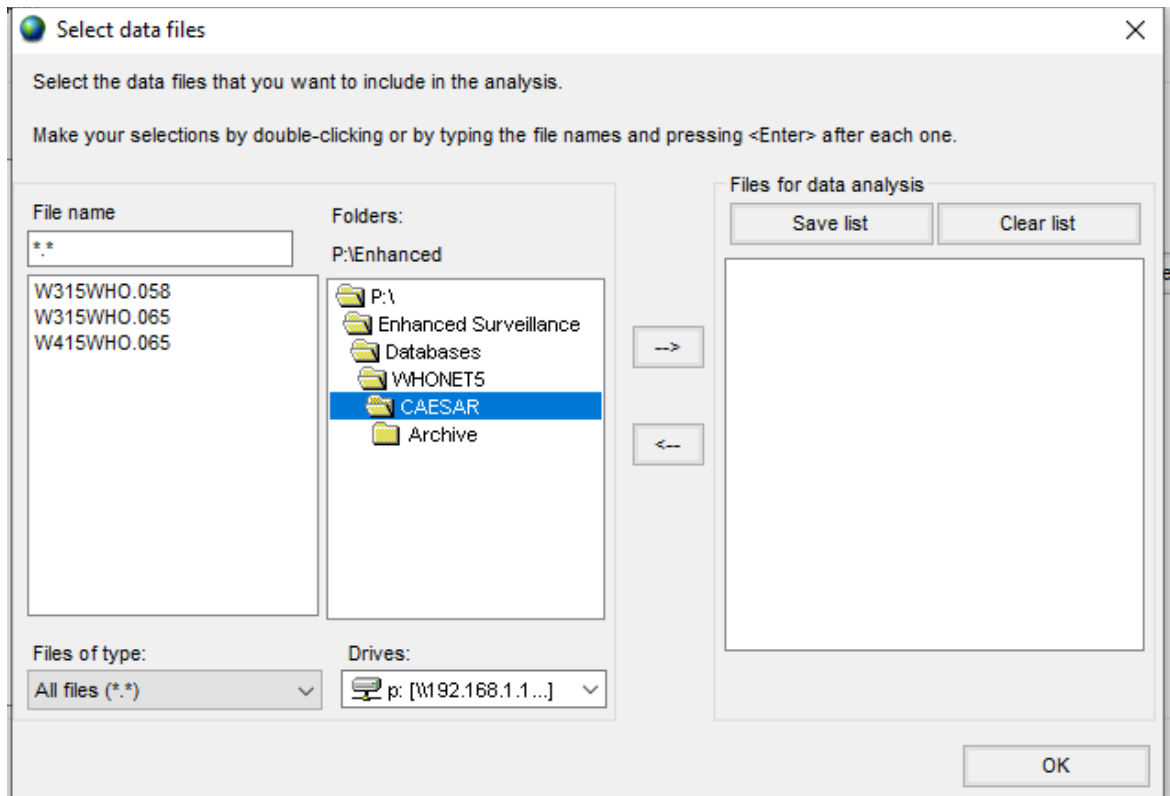 Select data files
Select the data files that you want to include in the analysis.
Make your selections by double-clicking or by typing the file names and pressing <Enter> after each one.
File name
*.*
W315WHO.058
W315WHO.065
W415WHO.065
Files of type:
All files (*.*)
Folders:
P:\Enhanced
P:\
Enhanced Surveillance
Databases
WHONET5
CAESAR
Archive
Drives:
p: [\\192.168.1.1...]
-->
<--
Files for data analysis
Save list
Clear list
OK